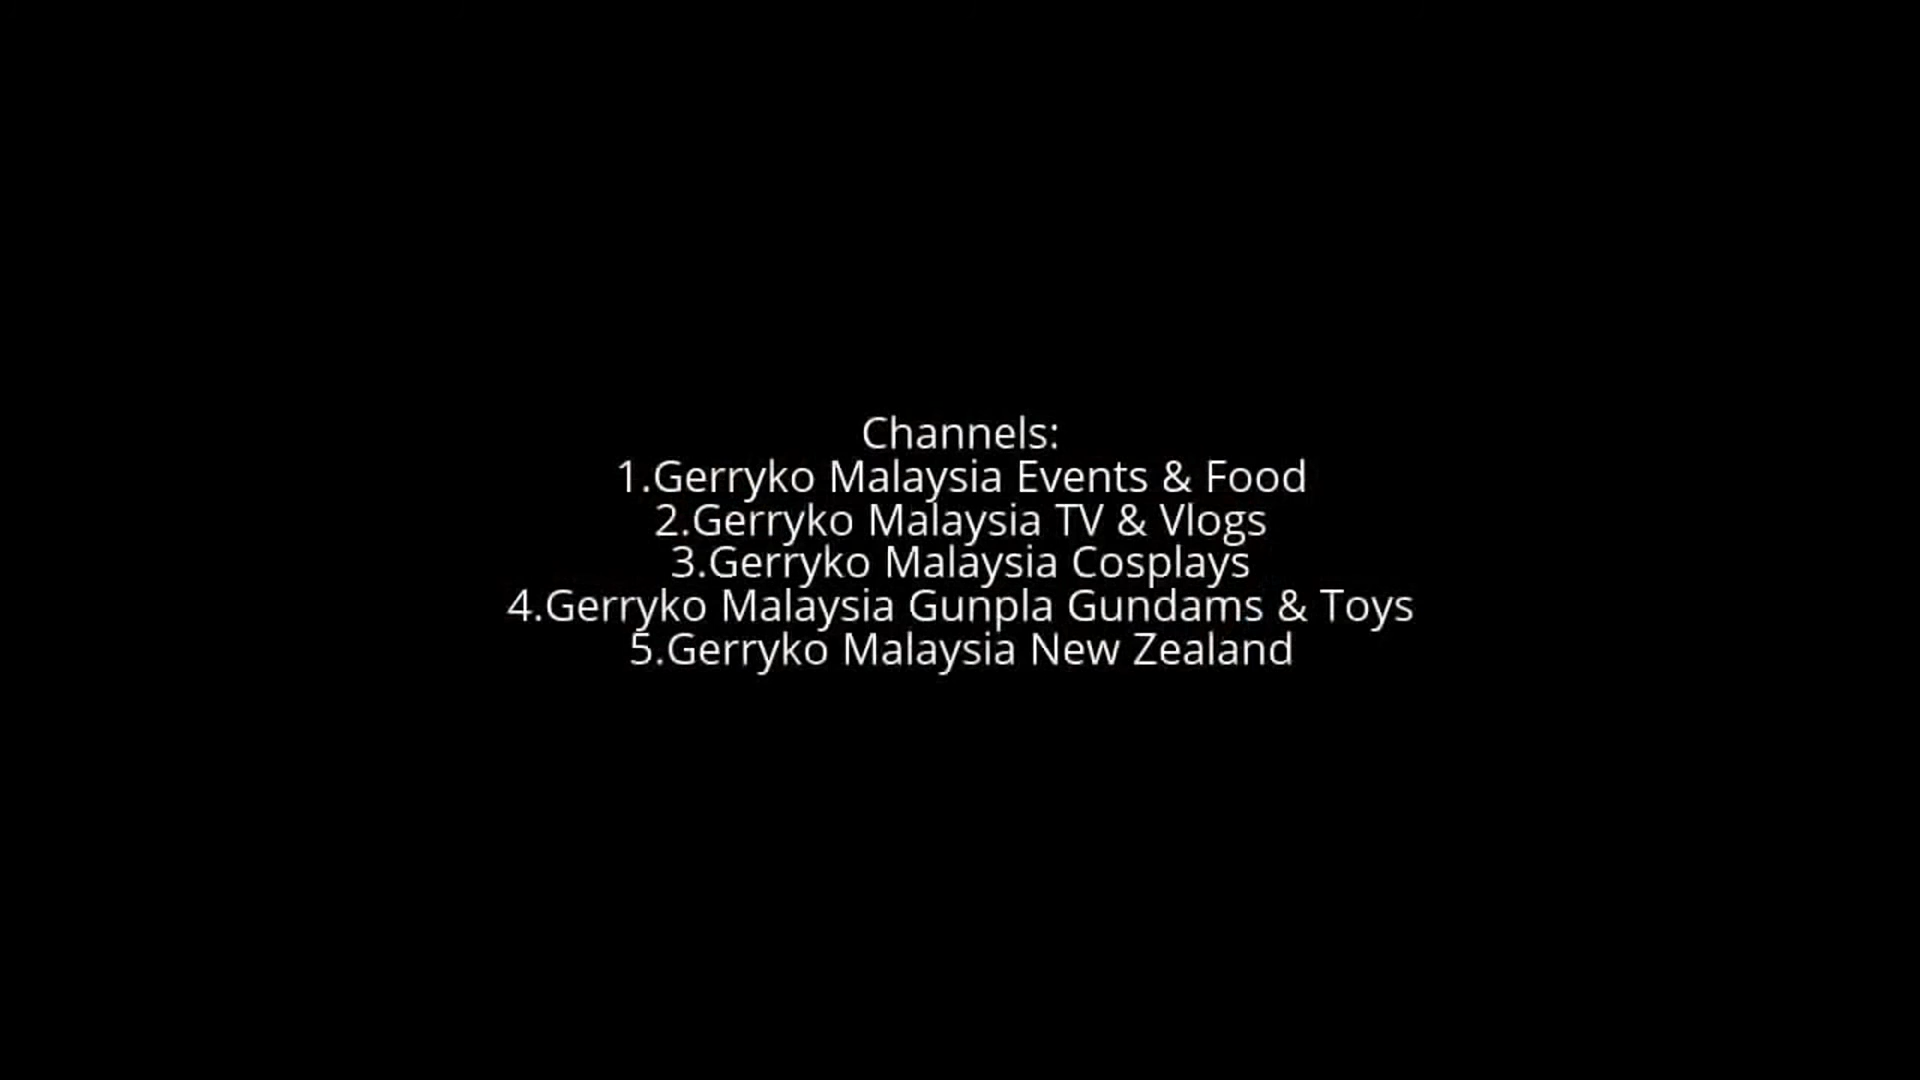 Channels:
1.Gerryko Malaysia Events & Food
2.Gerryko Malaysia TV & Vlogs
3.Gerryko Malaysia Cosplays
4.Gerryko Malaysia Gunpla Gundams & Toys
5.Gerryko Malaysia New Zealand